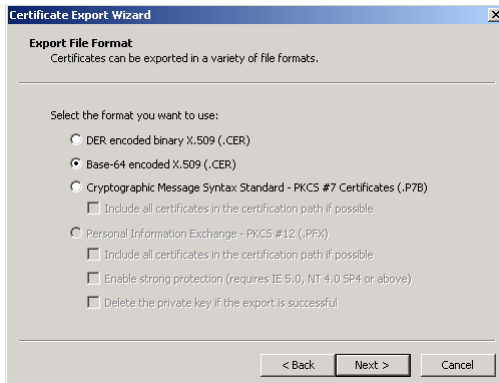 Certificate Export Wizard
Export File Format
Certificates can be exported in a variety of file formats.
Select the format you want to use:
DER encoded binary X.509 (.CER)
Base-64 encoded X.509 (.CER)
Cryptographic Message Syntax Standard - PKCS #7 Certificates (.P7B)
Include all certificates in the certification path if possible
Personal Information Exchange - PKCS #12 (.PFX)
Include all certificates in the certification path if possible
Enable strong protection (requires IE 5.0, NT 4.0 SP4 or above)
Delete the private key if the export is successful
< Back Next > Cancel